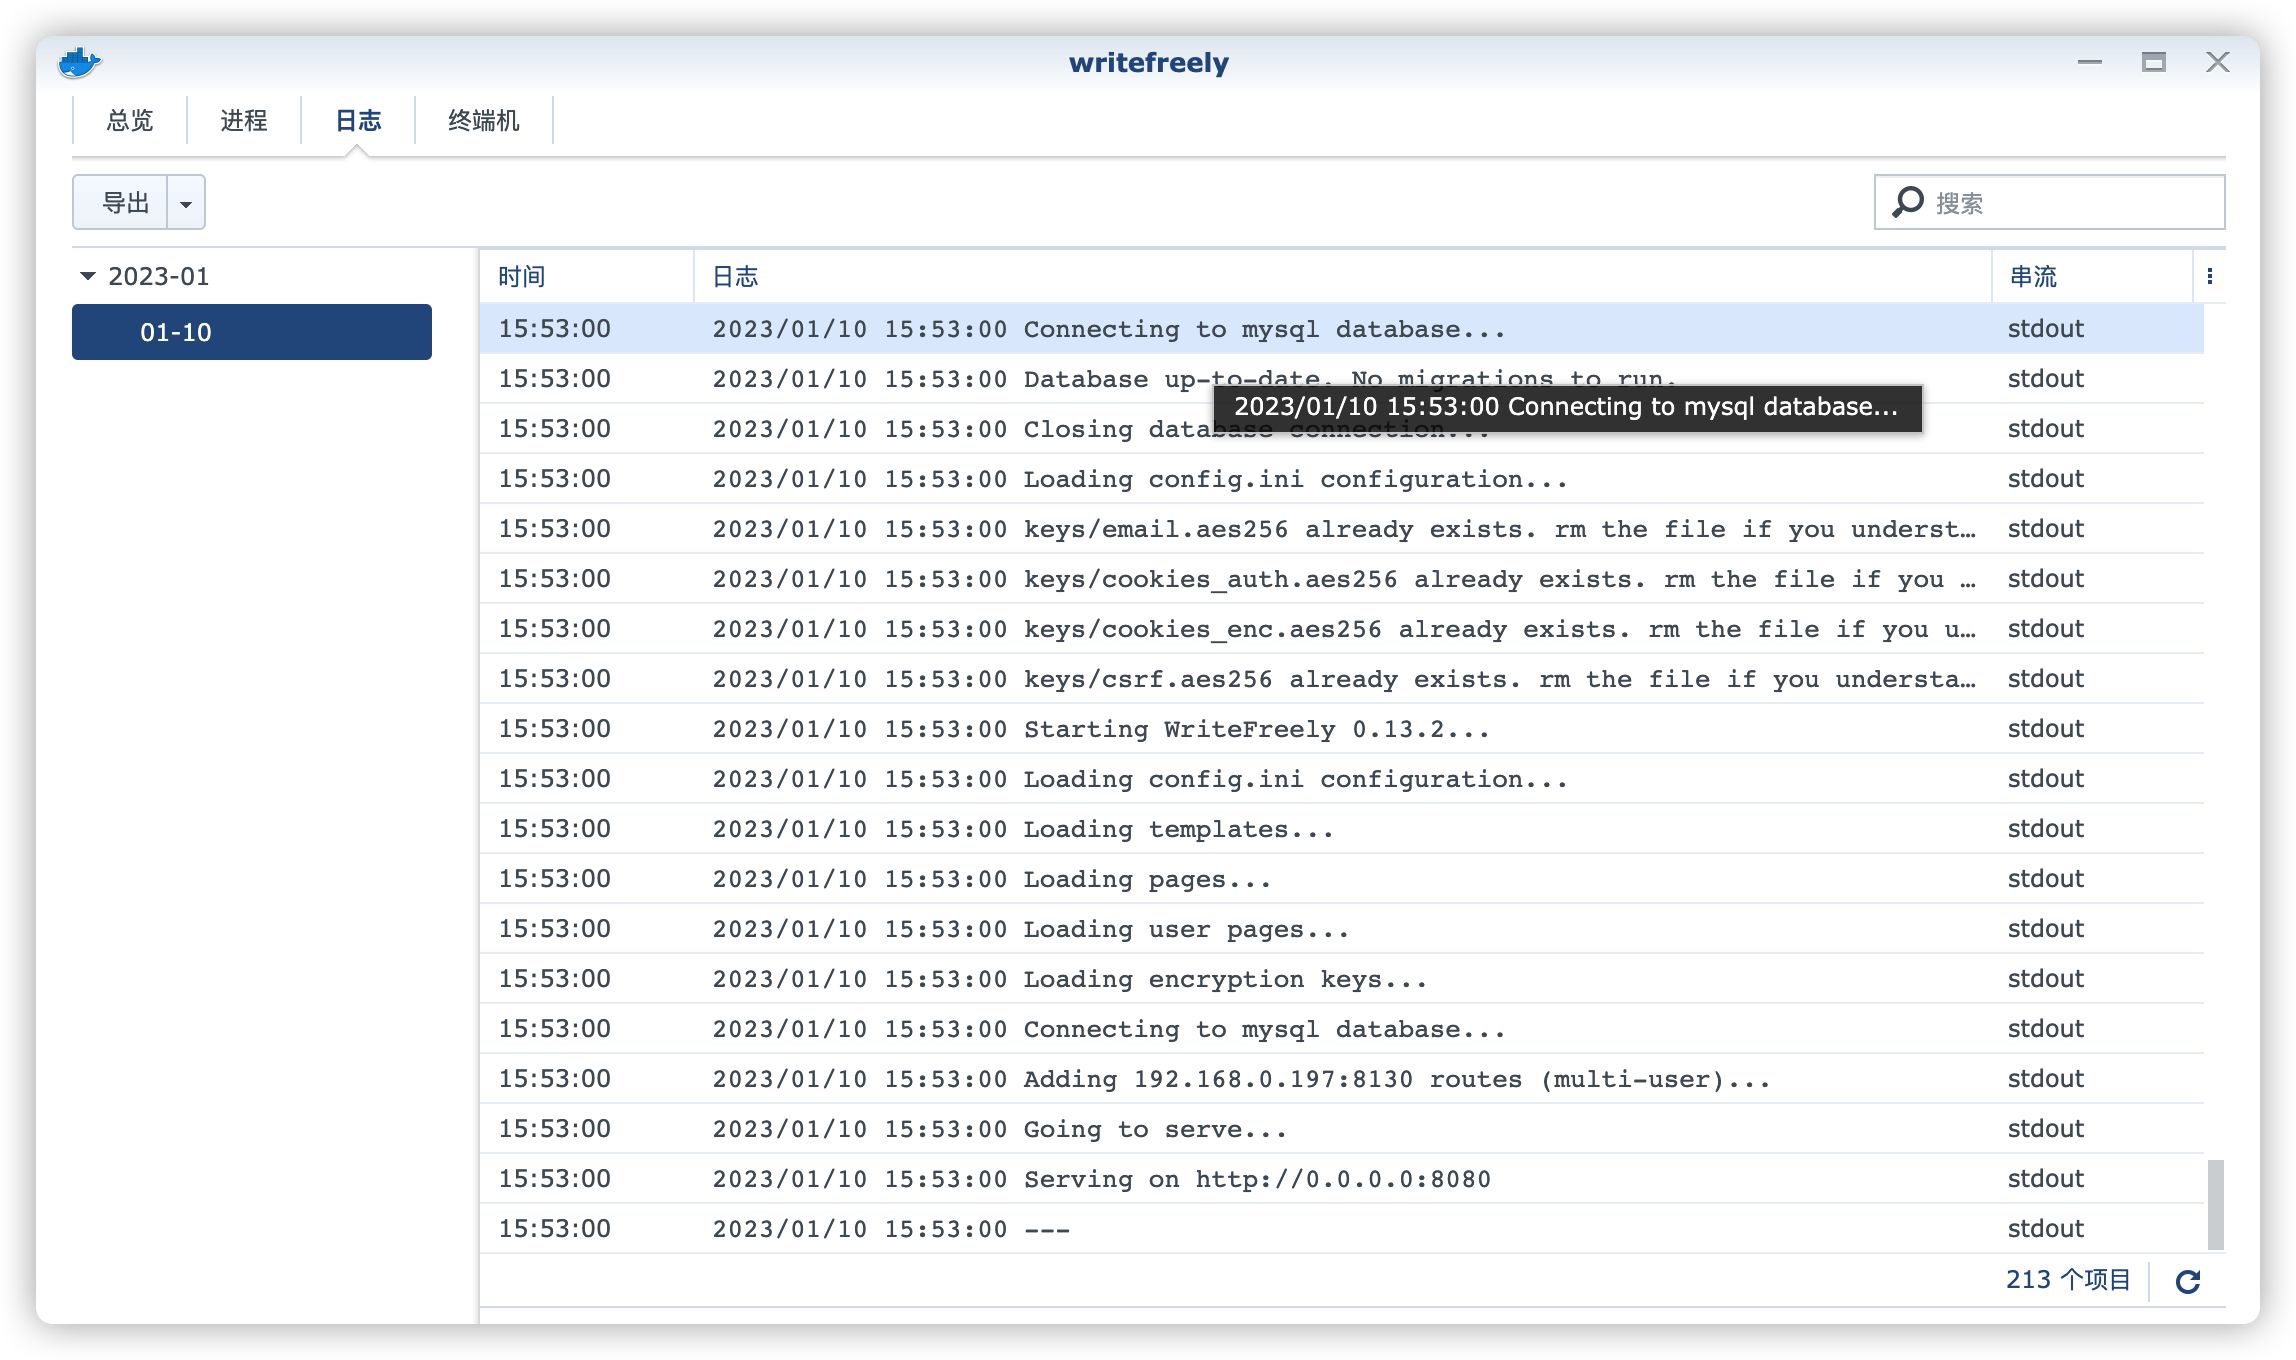 writefreely
总览 进程 日志 终端机
导出 搜索
2023-01
01-10
时间 日志 串流
15:53:00 2023/01/10 15:53:00 Connecting to mysql database... stdout
15:53:00 2023/01/10 15:53:00 Database up-to-date. No migrations to run. stdout
2023/01/10 15:53:00 Connecting to mysql database...
15:53:00 2023/01/10 15:53:00 Closing database connection... stdout
15:53:00 2023/01/10 15:53:00 Loading config.ini configuration... stdout
15:53:00 2023/01/10 15:53:00 keys/email.aes256 already exists. rm the file if you underst… stdout
15:53:00 2023/01/10 15:53:00 keys/cookies_auth.aes256 already exists. rm the file if you … stdout
15:53:00 2023/01/10 15:53:00 keys/cookies_enc.aes256 already exists. rm the file if you u… stdout
15:53:00 2023/01/10 15:53:00 keys/csrf.aes256 already exists. rm the file if you understa… stdout
15:53:00 2023/01/10 15:53:00 Starting WriteFreely 0.13.2... stdout
15:53:00 2023/01/10 15:53:00 Loading config.ini configuration... stdout
15:53:00 2023/01/10 15:53:00 Loading templates... stdout
15:53:00 2023/01/10 15:53:00 Loading pages... stdout
15:53:00 2023/01/10 15:53:00 Loading user pages... stdout
15:53:00 2023/01/10 15:53:00 Loading encryption keys... stdout
15:53:00 2023/01/10 15:53:00 Connecting to mysql database... stdout
15:53:00 2023/01/10 15:53:00 Adding 192.168.0.197:8130 routes (multi-user)... stdout
15:53:00 2023/01/10 15:53:00 Going to serve... stdout
15:53:00 2023/01/10 15:53:00 Serving on http://0.0.0.0:8080 stdout
15:53:00 2023/01/10 15:53:00 --- stdout
213 个项目